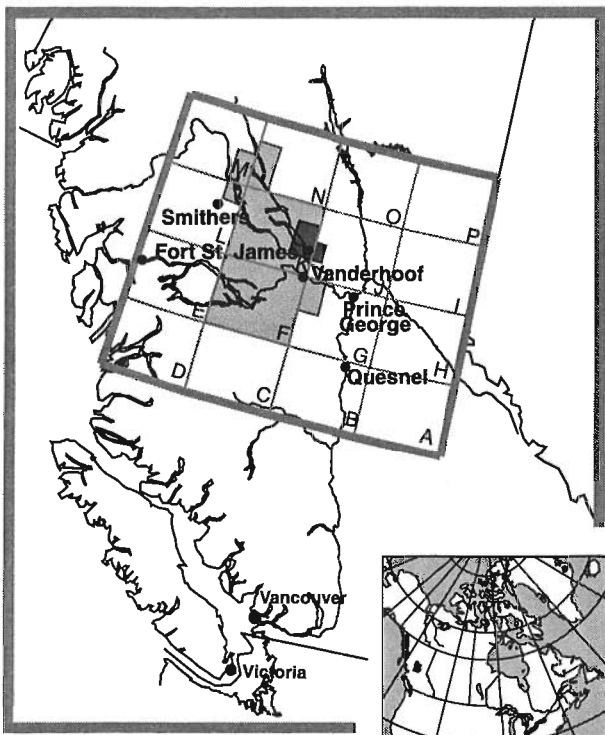 M
N
O
P
Smithers
L
Fort St. James
Vanderhoof
J
I
Prince
George
E
F
G
H
Quesnel
D
C
B
A
Vancouver
Victoria